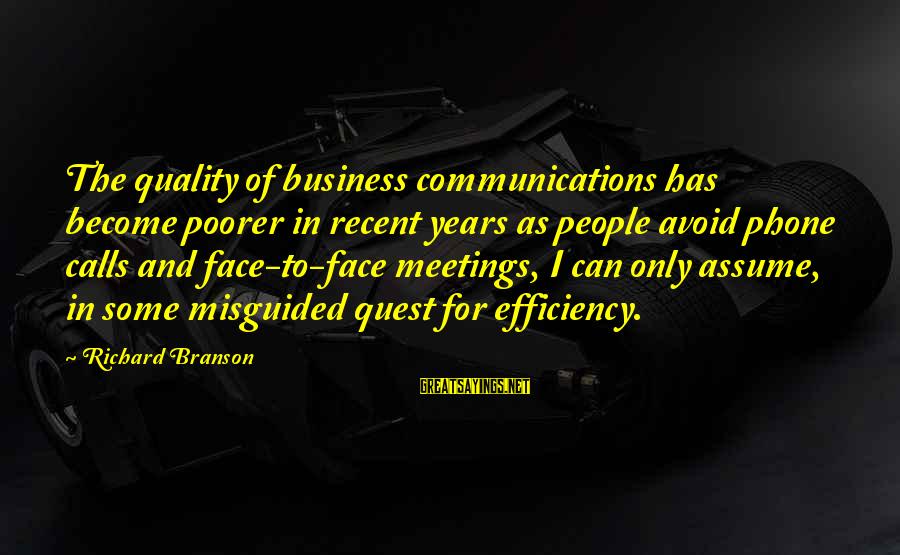 The quality of business communications has
become poorer in recent years as people avoid phone
calls and face-to-face meetings, I can only assume,
in some misguided quest for efficiency.
~ Richard Branson
GREATSAYINGS.NET